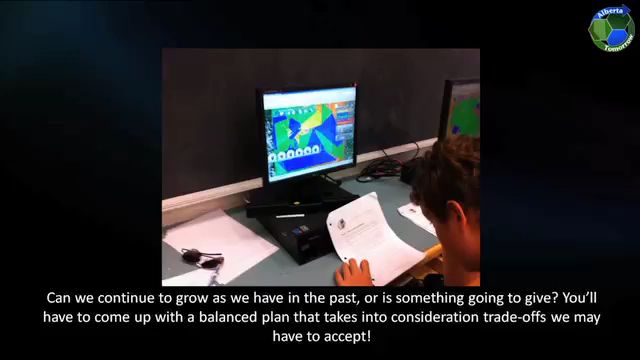 Alberta
Tomorrow
Can we continue to grow as we have in the past, or is something going to give? You’ll
have to come up with a balanced plan that takes into consideration trade-offs we may
have to accept!